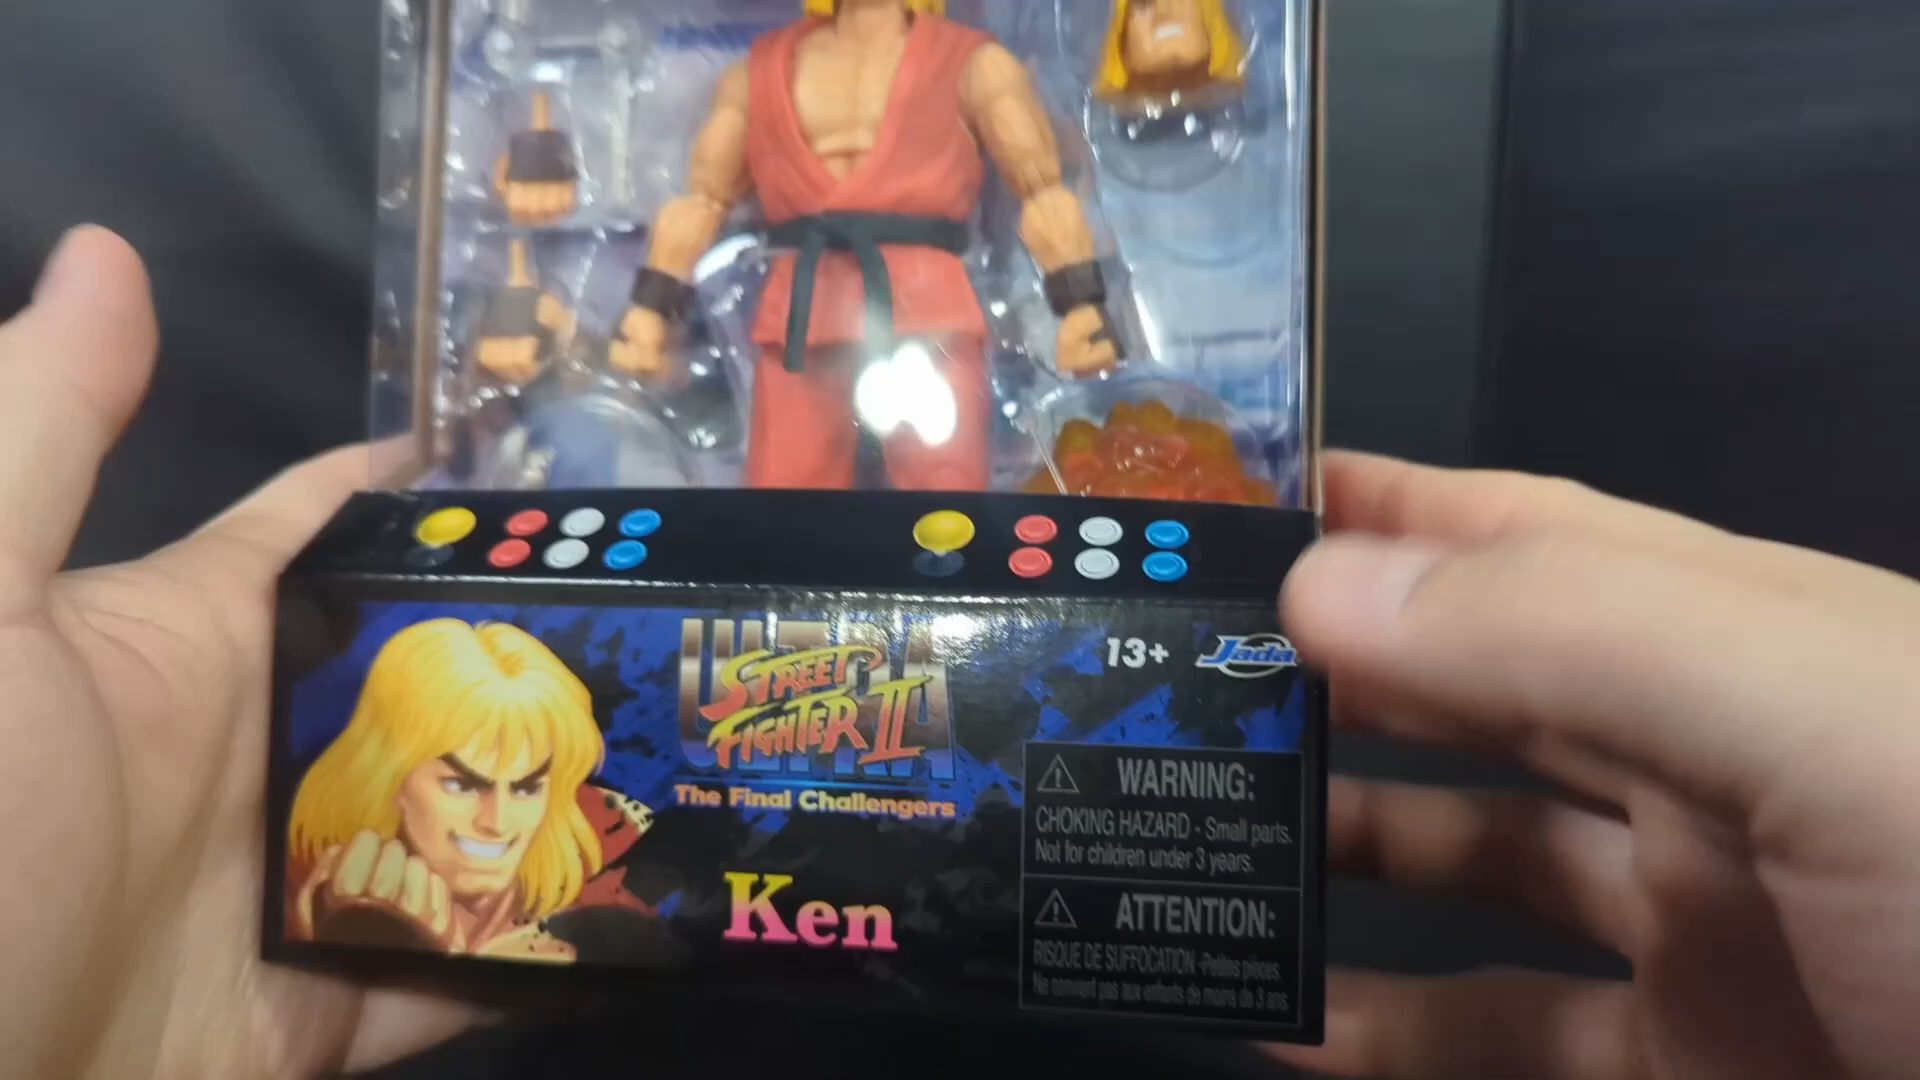 ULTRA
STREET
FIGHTER II
The Final Challengers
Ken
13+
Jada
WARNING:
CHOKING HAZARD - Small parts.
Not for children under 3 years.
ATTENTION:
RISQUE DE SUFFOCATION -Petites pièces.
Ne convient pas aux enfants de moins de 3 ans.